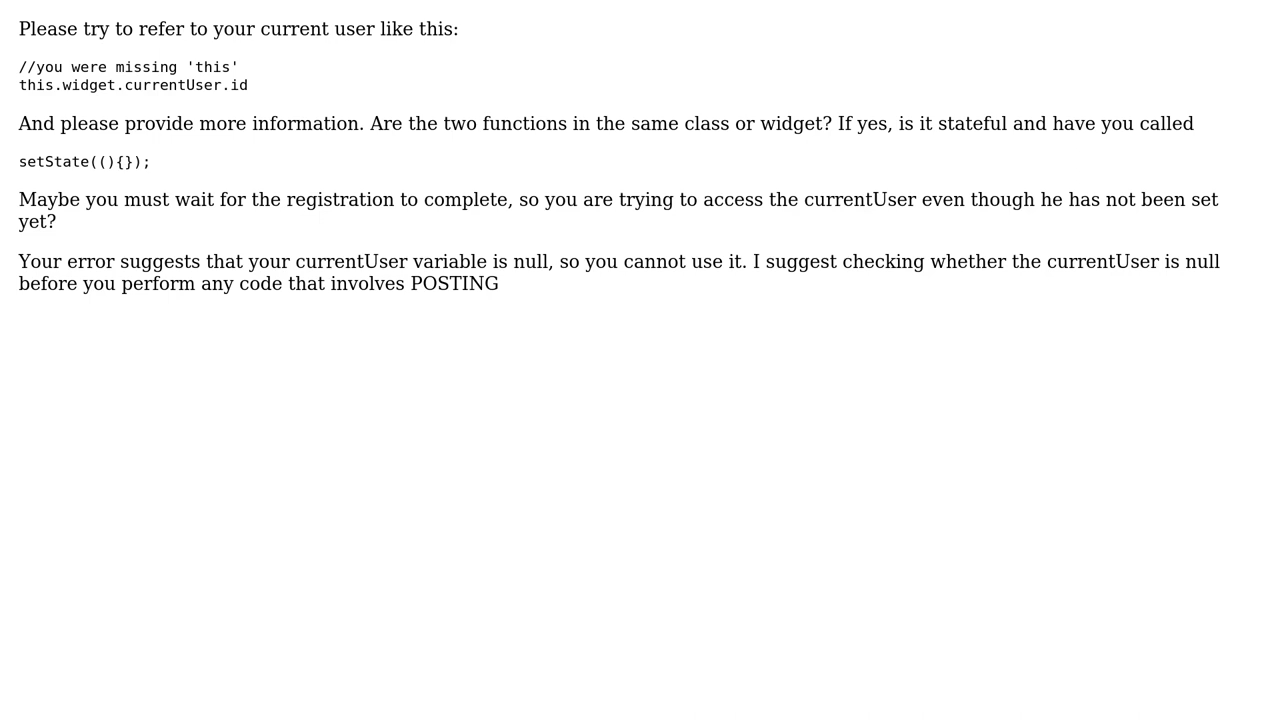 Please try to refer to your current user like this:
//you were missing 'this'
this.widget.currentUser.id
And please provide more information. Are the two functions in the same class or widget? If yes, is it stateful and have you called
setState((){});
Maybe you must wait for the registration to complete, so you are trying to access the currentUser even though he has not been set
yet?
Your error suggests that your currentUser variable is null, so you cannot use it. I suggest checking whether the currentUser is null
before you perform any code that involves POSTING